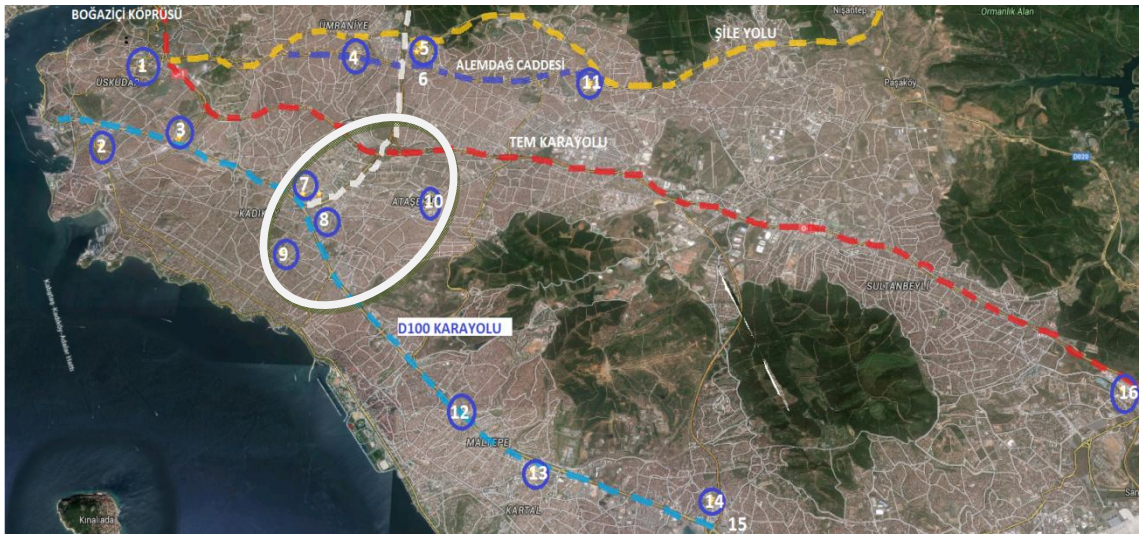 BOĞAZİÇİ KÖPRÜSÜ
ÜMRANİYE
Nişantep
Ormanlık Alan
ŞİLE YOLU
1
4
5
6
ALEMDAĞ CADDESİ
11
ÜSKÜDAR
Paşaköy
2
3
TEM KARAYOLU
D020
7
8
KADIKÖY
ATAŞEHİR
10
9
SULTANBEYLİ
D100 KARAYOLU
12
MALTEPE
13
KARTAL
14
15
16
Kınalıada